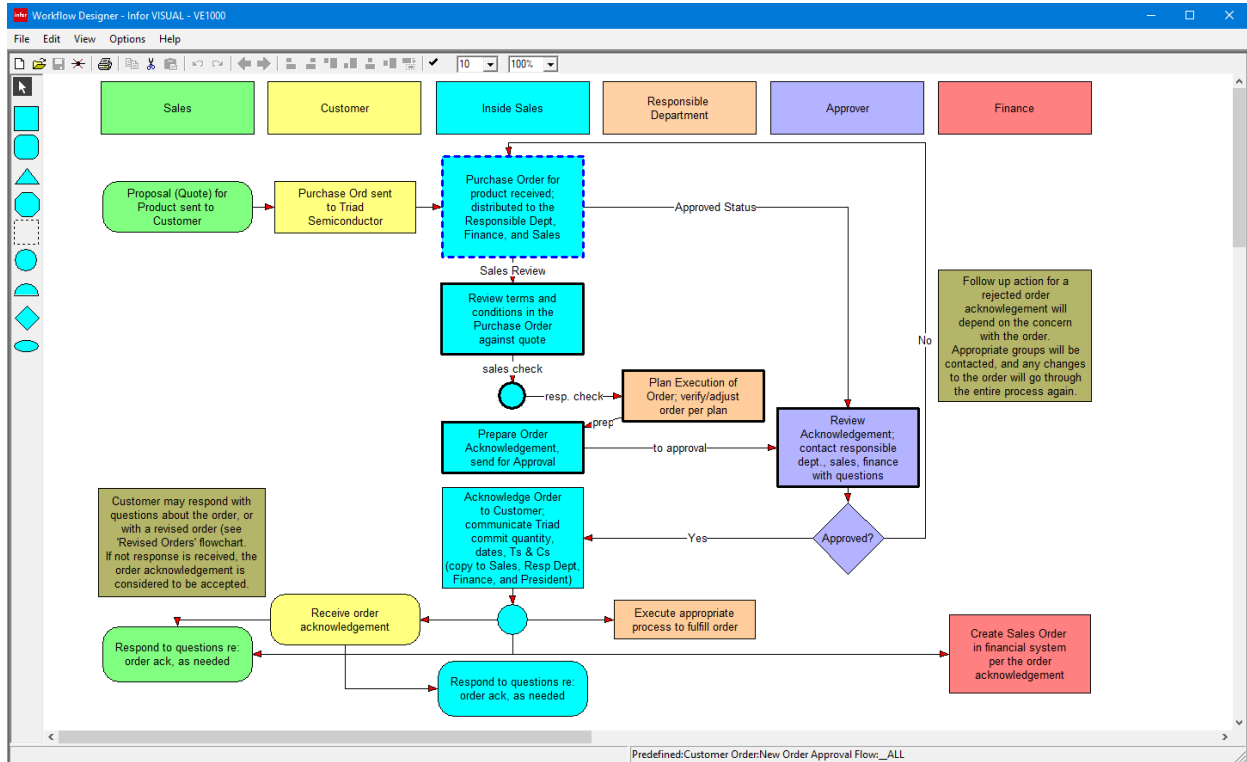 infor Workflow Designer - Infor VISUAL - VE1000
File Edit View Options Help
10 100%
Sales
Customer
Inside Sales
Responsible
Department
Approver
Finance
Proposal (Quote) for
Product sent to
Customer
Purchase Ord sent
to Triad
Semiconductor
Purchase Order for
product received;
distributed to the
Responsible Dept,
Finance, and Sales
Approved Status
Sales Review
Review terms and
conditions in the
Purchase Order
against quote
Follow up action for a
rejected order
acknowlegement will
depend on the concern
with the order.
Appropriate groups will be
contacted, and any changes
to the order will go through
the entire process again.
No
sales check
resp. check
Plan Execution of
Order; verify/adjust
order per plan
prep
Prepare Order
Acknowledgement,
send for Approval
to approval
Review
Acknowledgement;
contact responsible
dept., sales, finance
with questions
Customer may respond with
questions about the order, or
with a revised order (see
'Revised Orders' flowchart.
If not response is received, the
order acknowledgement is
considered to be accepted.
Acknowledge Order
to Customer;
communicate Triad
commit quantity,
dates, Ts & Cs
(copy to Sales, Resp Dept,
Finance, and President)
Yes
Approved?
Receive order
acknowledgement
Execute appropriate
process to fulfill order
Respond to questions re:
order ack, as needed
Create Sales Order
in financial system
per the order
acknowledgement
Respond to questions re:
order ack, as needed
Predefined:Customer Order:New Order Approval Flow:__ALL